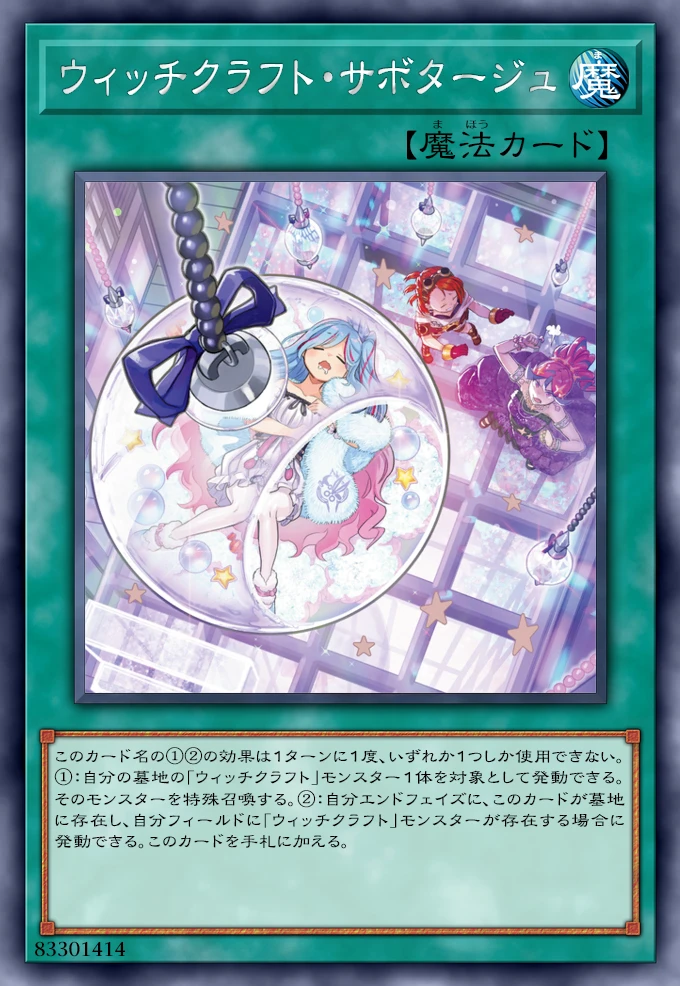 ウィッチクラフト・サボタージュ 魔
【魔法カード】
このカード名の①②の効果は1ターンに1度、いずれか1つしか使用できない。
①:自分の墓地の「ウィッチクラフト」モンスター1体を対象として発動できる。
そのモンスターを特殊召喚する。②:自分エンドフェイズに、このカードが墓地
に存在し、自分フィールドに「ウィッチクラフト」モンスターが存在する場合に
発動できる。このカードを手札に加える。
83301414